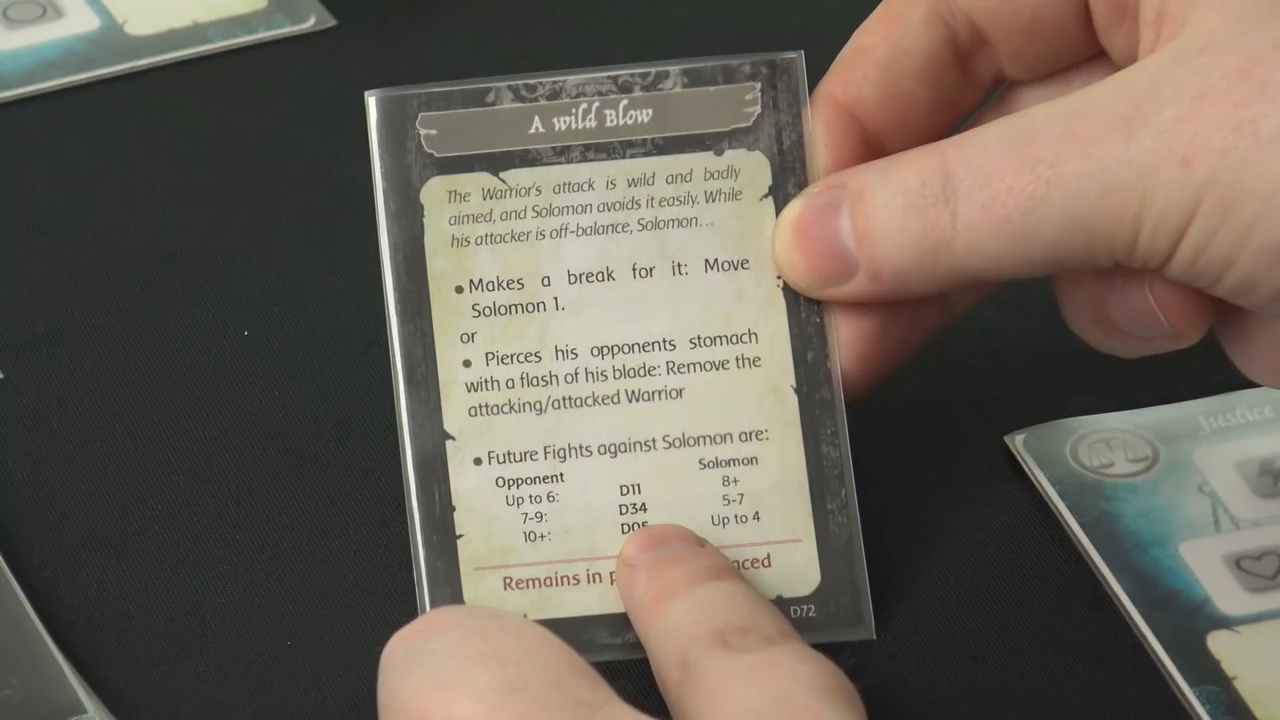 A wild Blow
The Warrior's attack is wild and badly
aimed, and Solomon avoids it easily. While
his attacker is off-balance, Solomon...
• Makes a break for it: Move
Solomon 1.
or
• Pierces his opponents stomach
with a flash of his blade: Remove the
attacking/attacked Warrior
• Future Fights against Solomon are:
Opponent Solomon
Up to 6: D11 8+
7-9: D34 5-7
10+: Up to 4
Remains in
D72
Justice